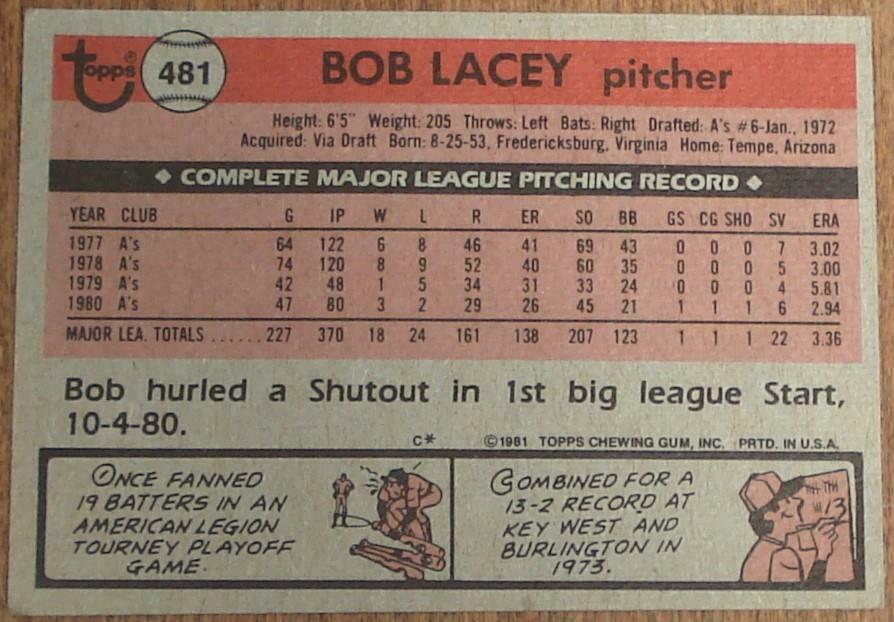 Topps® 481 BOB LACEY pitcher
Height: 6'5" Weight: 205 Throws: Left Bats: Right Drafted: A's #6-Jan., 1972
Acquired: Via Draft Born: 8-25-53, Fredericksburg, Virginia Home: Tempe, Arizona
◆ COMPLETE MAJOR LEAGUE PITCHING RECORD ◆
YEAR CLUB G IP W L R ER SO BB GS CG SHO SV ERA
1977 A's 64 122 6 8 46 41 69 43 0 0 0 7 3.02
1978 A's 74 120 8 9 52 40 60 35 0 0 0 5 3.00
1979 A's 42 48 1 5 34 31 33 24 0 0 0 4 5.81
1980 A's 47 80 3 2 29 26 45 21 1 1 1 6 2.94
MAJOR LEA. TOTALS ...... 227 370 18 24 161 138 207 123 1 1 1 22 3.36
Bob hurled a Shutout in 1st big league Start,
10-4-80.
C* ©1981 TOPPS CHEWING GUM, INC. PRTD. IN U.S.A.
ONCE FANNED
19 BATTERS IN AN
AMERICAN LEGION
TOURNEY PLAYOFF
GAME.
COMBINED FOR A
13-2 RECORD AT
KEY WEST AND
BURLINGTON IN
1973.
13